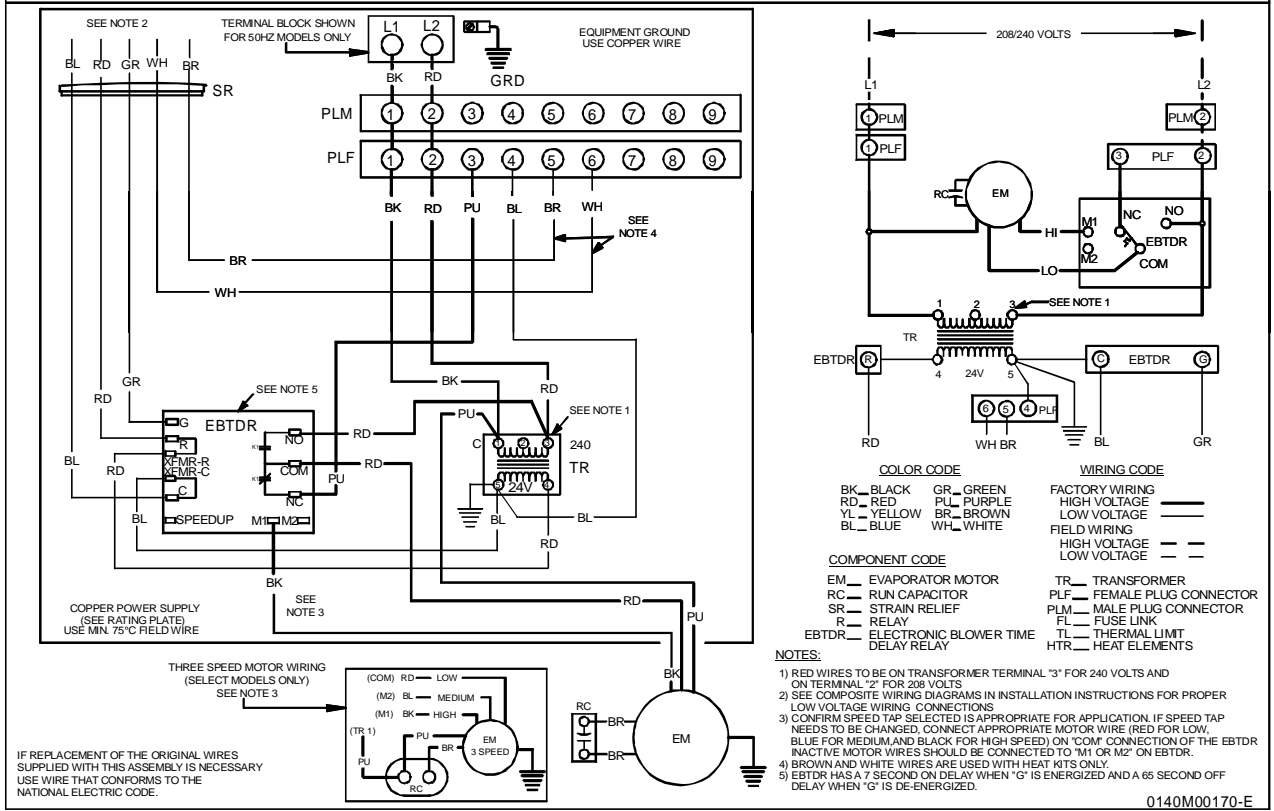 SEE NOTE 2
TERMINAL BLOCK SHOWN
FOR 50HZ MODELS ONLY
L1 L2
EQUIPMENT GROUND
USE COPPER WIRE
GRD
BL RD GR WH BR
SR
BK RD
PLM 1 2 3 4 5 6 7 8 9
PLF 1 2 3 4 5 6 7 8 9
BK RD PU BL BR WH
SEE
NOTE 4
BR
WH
GR
RD
BL
RD
BL
SEE NOTE 5
EBTDR
G
R
XFMR-R
XFMR-C
C
SPEEDUP
M1 M2
K1
K1
NO
COM
NC
RD
RD
PU
BK
PU
RD
SEE NOTE 1
C 1 2 3 240
TR
5 24V 4
BL
BL
RD
BK
SEE
NOTE 3
RD
PU
BK
COPPER POWER SUPPLY
(SEE RATING PLATE)
USE MIN. 75°C FIELD WIRE
THREE SPEED MOTOR WIRING
(SELECT MODELS ONLY)
SEE NOTE 3
(COM) RD LOW
(M2) BL MEDIUM
(M1) BK HIGH
(TR 1)
PU
PU
BR
EM
3 SPEED
RC
RC
BR
BR
EM
IF REPLACEMENT OF THE ORIGINAL WIRES
SUPPLIED WITH THIS ASSEMBLY IS NECESSARY
USE WIRE THAT CONFORMS TO THE
NATIONAL ELECTRIC CODE.
208/240 VOLTS
L1 L2
1 PLM
PLM 2
1 PLF
3 PLF 2
RC
EM
HI
LO
M1
M2
NC
NO
EBTDR
COM
1 2 3
SEE NOTE 1
TR
4 24V 5
EBTDR R
C EBTDR G
6 5 4 PLF
RD
WH BR
BL
GR
COLOR CODE
BK BLACK GR GREEN
RD RED PU PURPLE
YL YELLOW BR BROWN
BL BLUE WH WHITE
WIRING CODE
FACTORY WIRING
HIGH VOLTAGE
LOW VOLTAGE
FIELD WIRING
HIGH VOLTAGE
LOW VOLTAGE
COMPONENT CODE
EM EVAPORATOR MOTOR
RC RUN CAPACITOR
SR STRAIN RELIEF
R RELAY
EBTDR ELECTRONIC BLOWER TIME
DELAY RELAY
TR TRANSFORMER
PLF FEMALE PLUG CONNECTOR
PLM MALE PLUG CONNECTOR
FL FUSE LINK
TL THERMAL LIMIT
HTR HEAT ELEMENTS
NOTES:
1) RED WIRES TO BE ON TRANSFORMER TERMINAL "3" FOR 240 VOLTS AND
ON TERMINAL "2" FOR 208 VOLTS
2) SEE COMPOSITE WIRING DIAGRAMS IN INSTALLATION INSTRUCTIONS FOR PROPER
LOW VOLTAGE WIRING CONNECTIONS
3) CONFIRM SPEED TAP SELECTED IS APPROPRIATE FOR APPLICATION. IF SPEED TAP
NEEDS TO BE CHANGED, CONNECT APPROPRIATE MOTOR WIRE (RED FOR LOW,
BLUE FOR MEDIUM,AND BLACK FOR HIGH SPEED) ON "COM" CONNECTION OF THE EBTDR
INACTIVE MOTOR WIRES SHOULD BE CONNECTED TO "M1 OR M2" ON EBTDR.
4) BROWN AND WHITE WIRES ARE USED WITH HEAT KITS ONLY.
5) EBTDR HAS A 7 SECOND ON DELAY WHEN "G" IS ENERGIZED AND A 65 SECOND OFF
DELAY WHEN "G" IS DE-ENERGIZED.
0140M00170-E